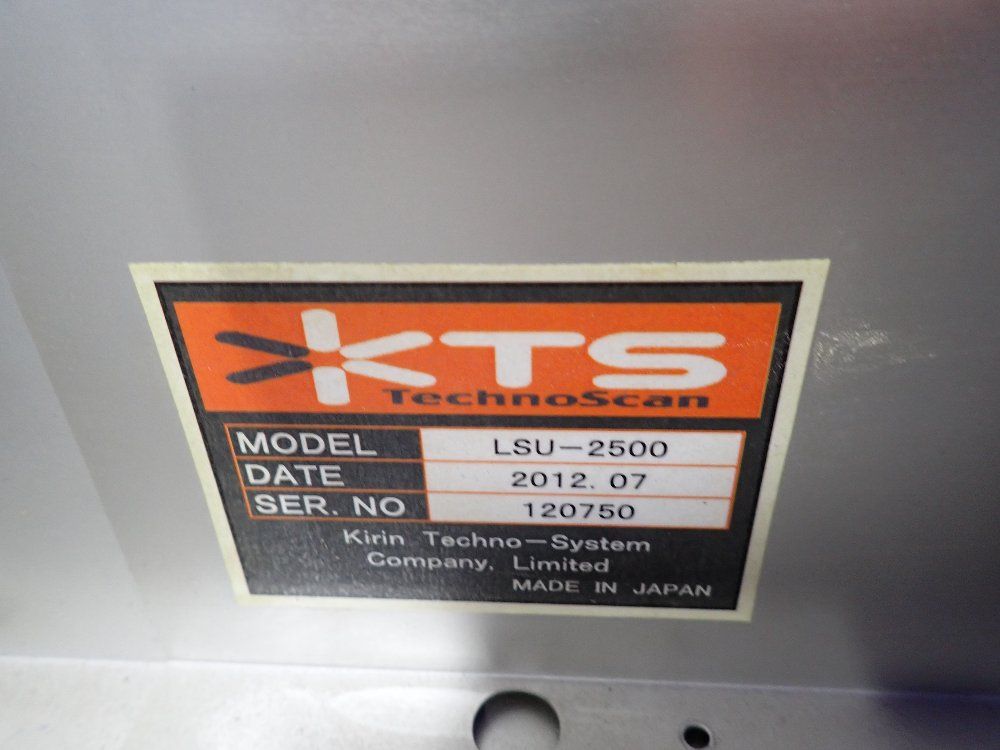 KTS
TechnoScan
MODEL LSU-2500
DATE 2012.07
SER. NO 120750
Kirin Techno-System
Company, Limited
MADE IN JAPAN